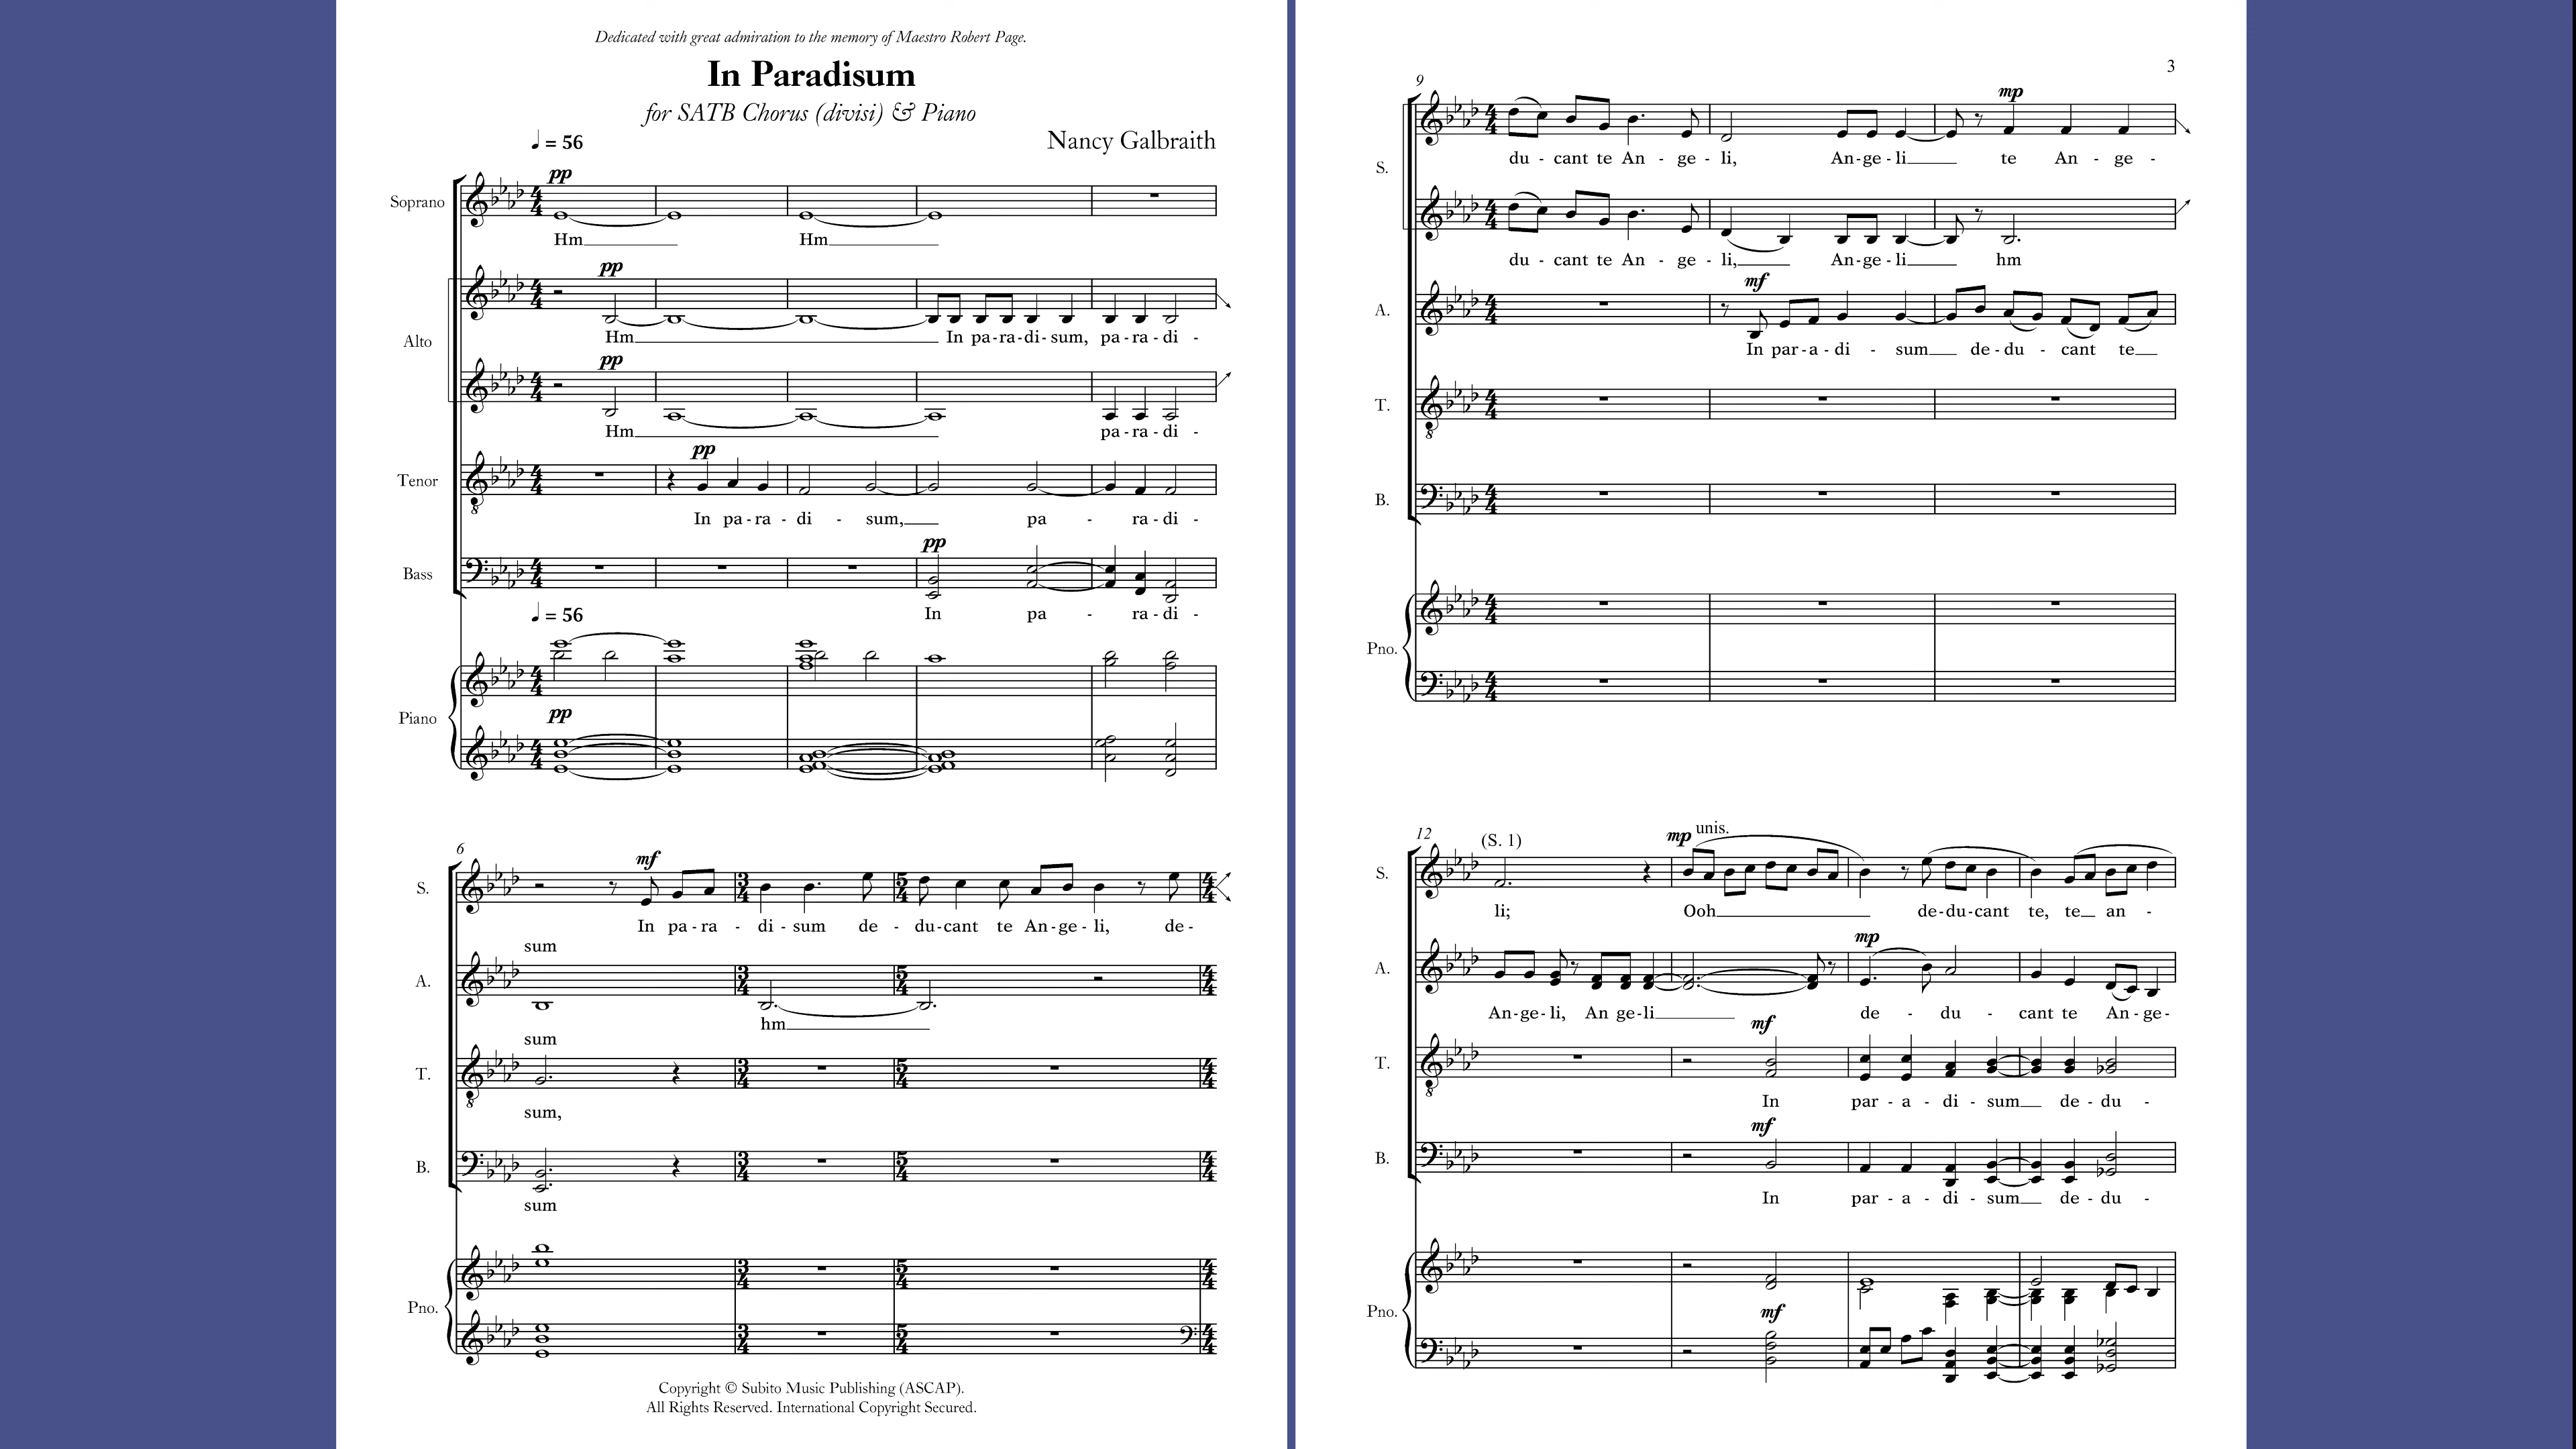 Dedicated with great admiration to the memory of Maestro Robert Page.
In Paradisum
for SATB Chorus (divisi) & Piano
♩ = 56
Nancy Galbraith
pp
Soprano
Hm Hm
pp
Alto
Hm In pa-ra-di-sum, pa-ra-di-
pp
Hm pa-ra-di-
pp
Tenor
In pa-ra-di-sum, pa-ra-di-
pp
Bass
In pa-ra-di-
♩ = 56
Piano
pp
6
mf
S.
In pa-ra-di-sum de-du-cant te An-ge-li, de-
sum
A.
hm
sum
T.
sum,
B.
sum
Pno.
Copyright © Subito Music Publishing (ASCAP).
All Rights Reserved. International Copyright Secured.
3
9
mp
S.
du-cant te An-ge-li, An-ge-li te An-ge-
du-cant te An-ge-li, An-ge-li hm
mf
A.
In par-a-di-sum de-du-cant te
T.
B.
Pno.
12
(S. 1)
mp unis.
S.
li; Ooh de-du-cant te, te an-
mp
A.
An-ge-li, An ge-li de-du-cant te An-ge-
mf
T.
In par-a-di-sum de-du-
mf
B.
In par-a-di-sum de-du-
Pno.
mf